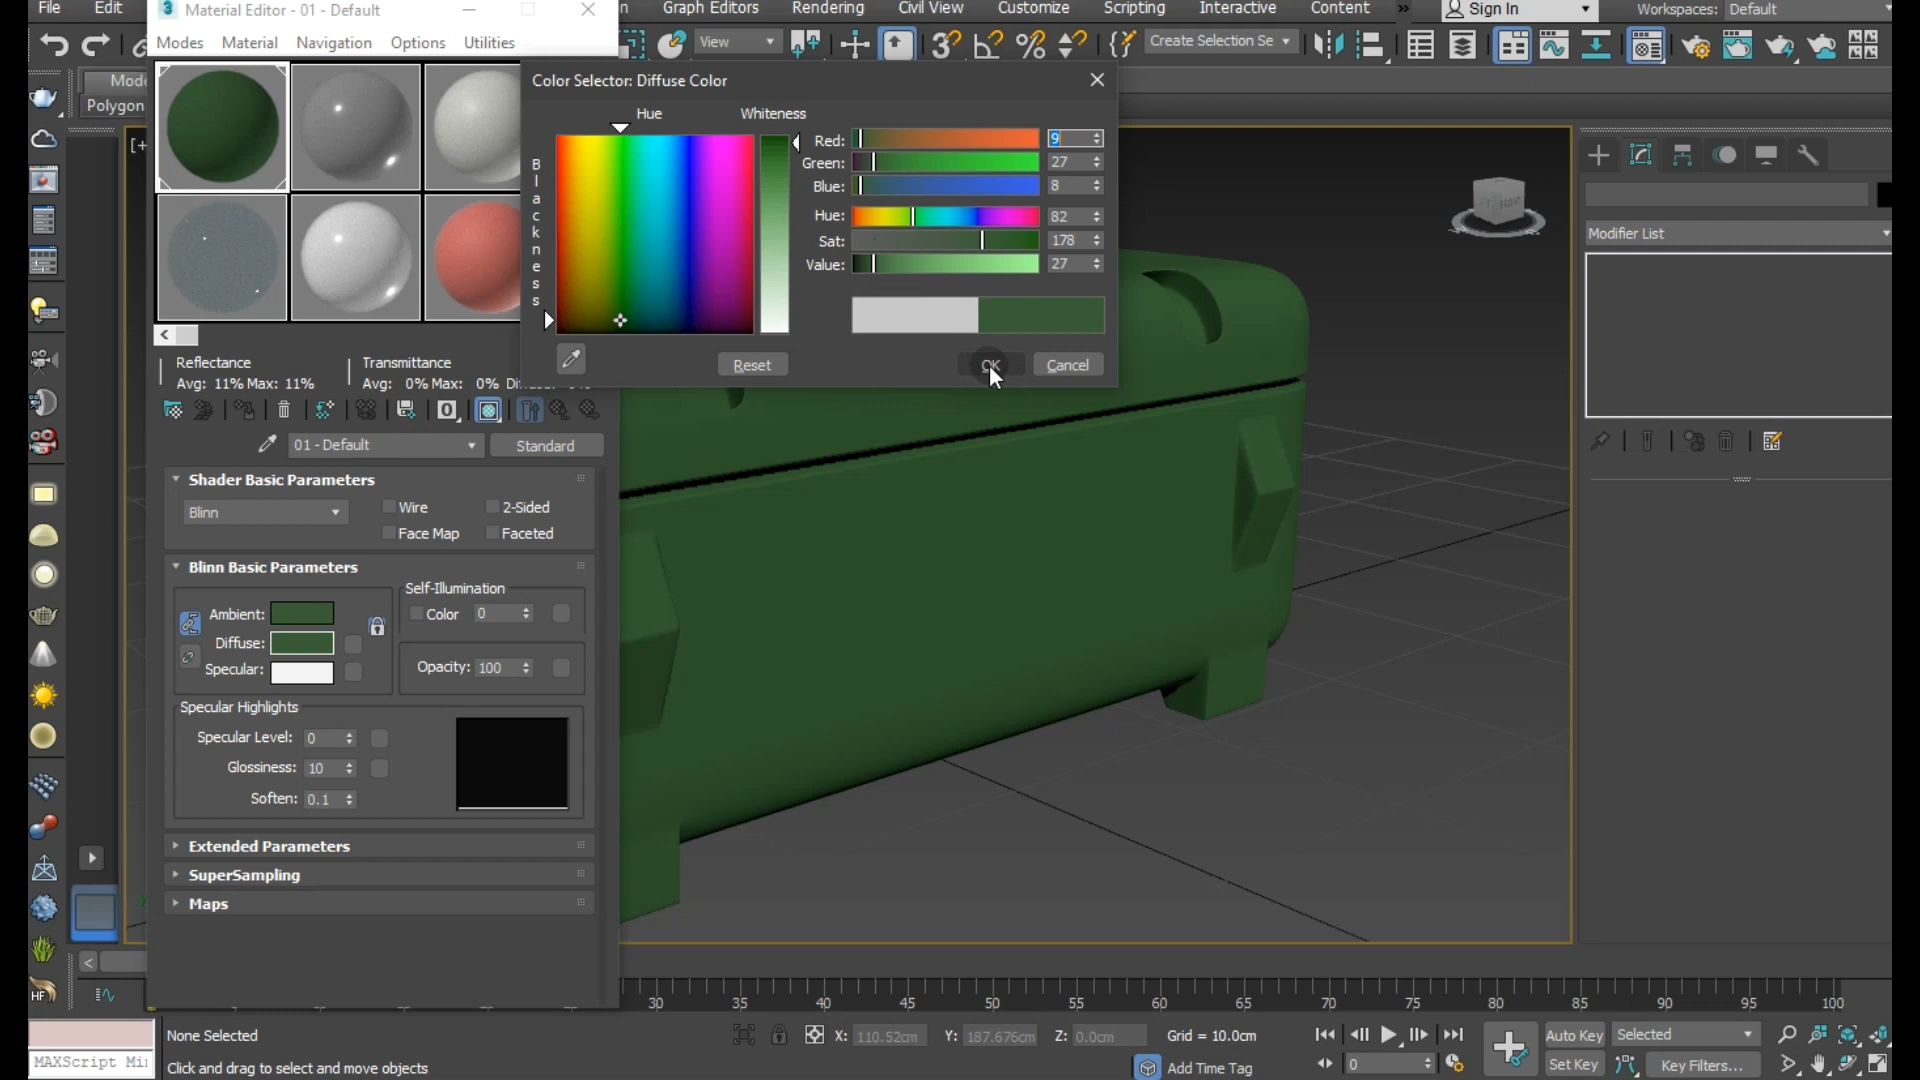 File Edit Graph Editors Rendering Civil View Customize Scripting Interactive Content » Sign In Workspaces: Default
3 Material Editor - 01 - Default
Modes Material Navigation Options Utilities
View Create Selection Se
Polygon
[+
Color Selector: Diffuse Color
Hue Whiteness
Blackness
Red: 9
Green: 27
Blue: 8
Hue: 82
Sat: 178
Value: 27
Reset OK Cancel
Modifier List
Reflectance
Avg: 11% Max: 11%
Transmittance
Avg: 0% Max: 0%
01 - Default Standard
Shader Basic Parameters
Blinn Wire 2-Sided
Face Map Faceted
Blinn Basic Parameters
Self-Illumination
Ambient: Color 0
Diffuse:
Specular: Opacity: 100
Specular Highlights
Specular Level: 0
Glossiness: 10
Soften: 0.1
Extended Parameters
SuperSampling
Maps
HF
30 35 40 45 50 55 60 65 70 75 80 85 90 95 100
None Selected X: 110.52cm Y: 187.676cm Z: 0.0cm Grid = 10.0cm Auto Key Selected
MAXScript Mi Click and drag to select and move objects Add Time Tag 0 Set Key Key Filters...